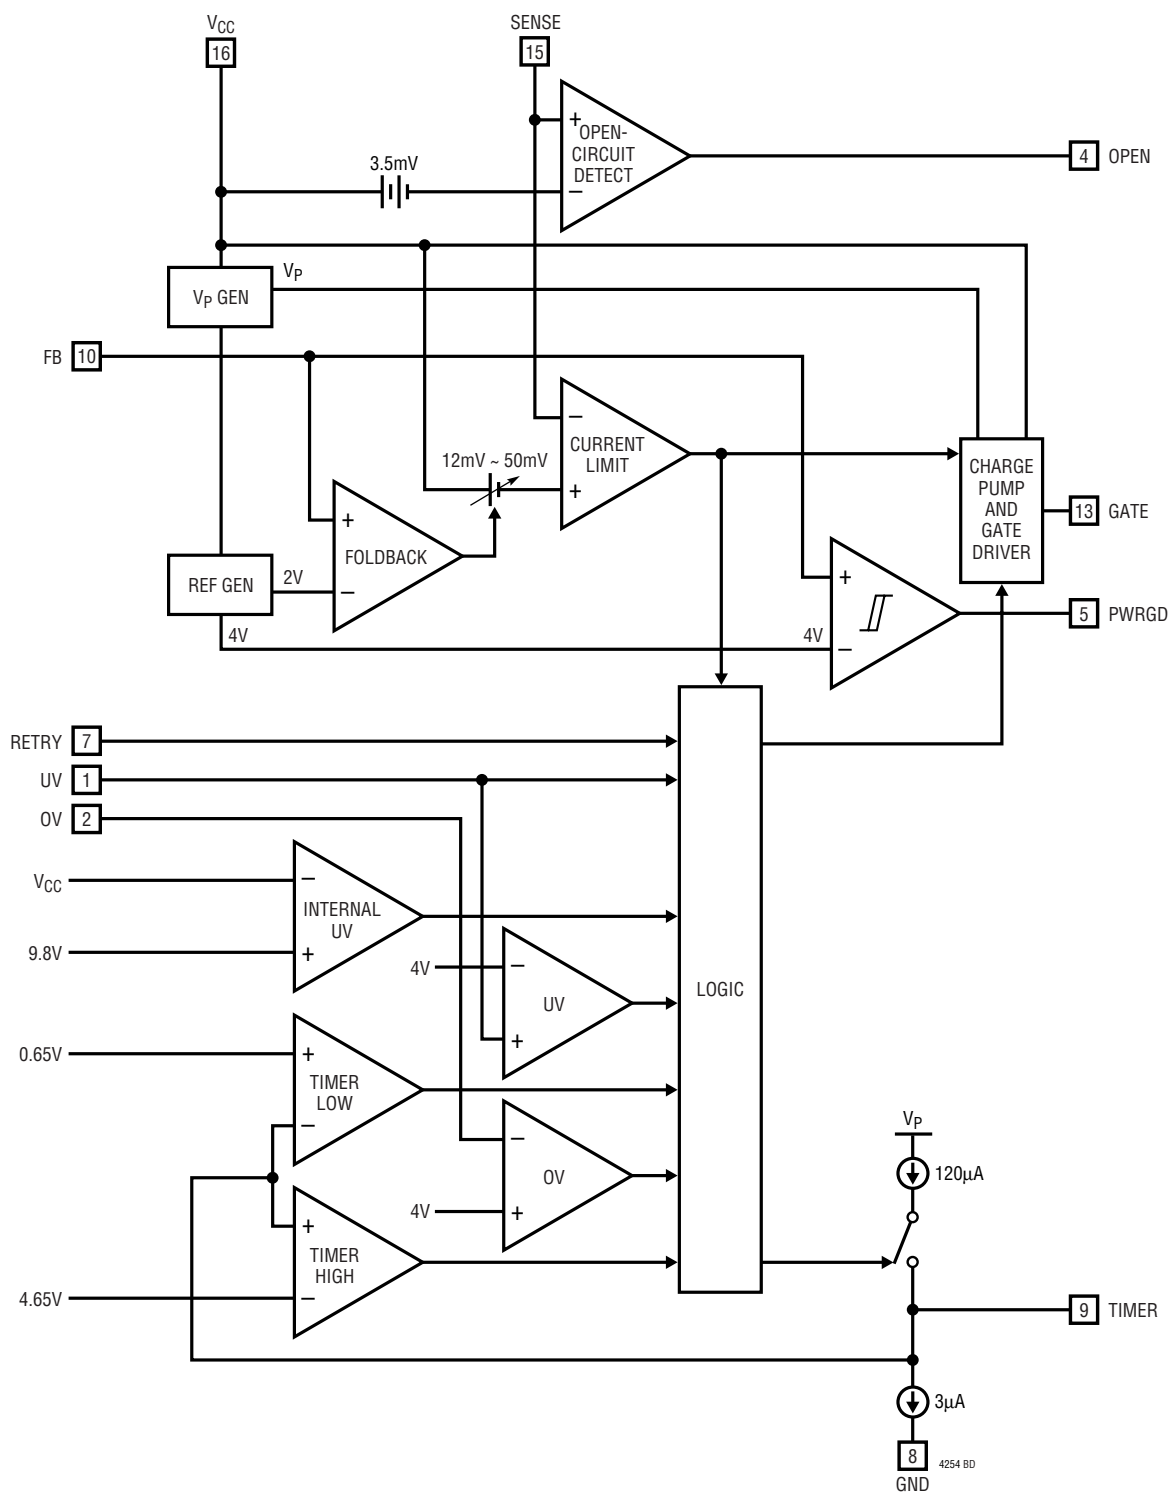 VCC
SENSE
16
15
+
OPEN-
CIRCUIT
DETECT
−
4
OPEN
3.5mV
VP
VP GEN
FB
10
−
CURRENT
LIMIT
+
12mV ~ 50mV
CHARGE
PUMP
AND
GATE
DRIVER
13
GATE
+
FOLDBACK
−
REF GEN
2V
4V
+
4V
−
5
PWRGD
RETRY
7
UV
1
OV
2
VCC
−
INTERNAL
UV
9.8V
+
4V
−
UV
+
LOGIC
0.65V
+
TIMER
LOW
−
−
OV
4V
+
+
TIMER
HIGH
4.65V
−
VP
120µA
9
TIMER
3µA
8
GND
4254 BD